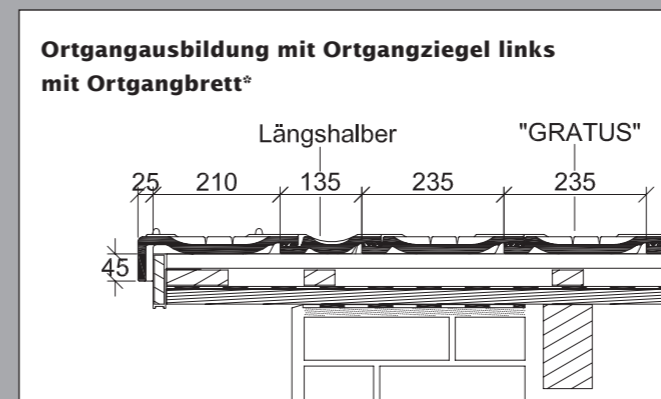 Ortgangausbildung mit Ortgangziegel links
mit Ortgangbrett*
Längshalber "GRATUS"
25 210 135 235 235
45